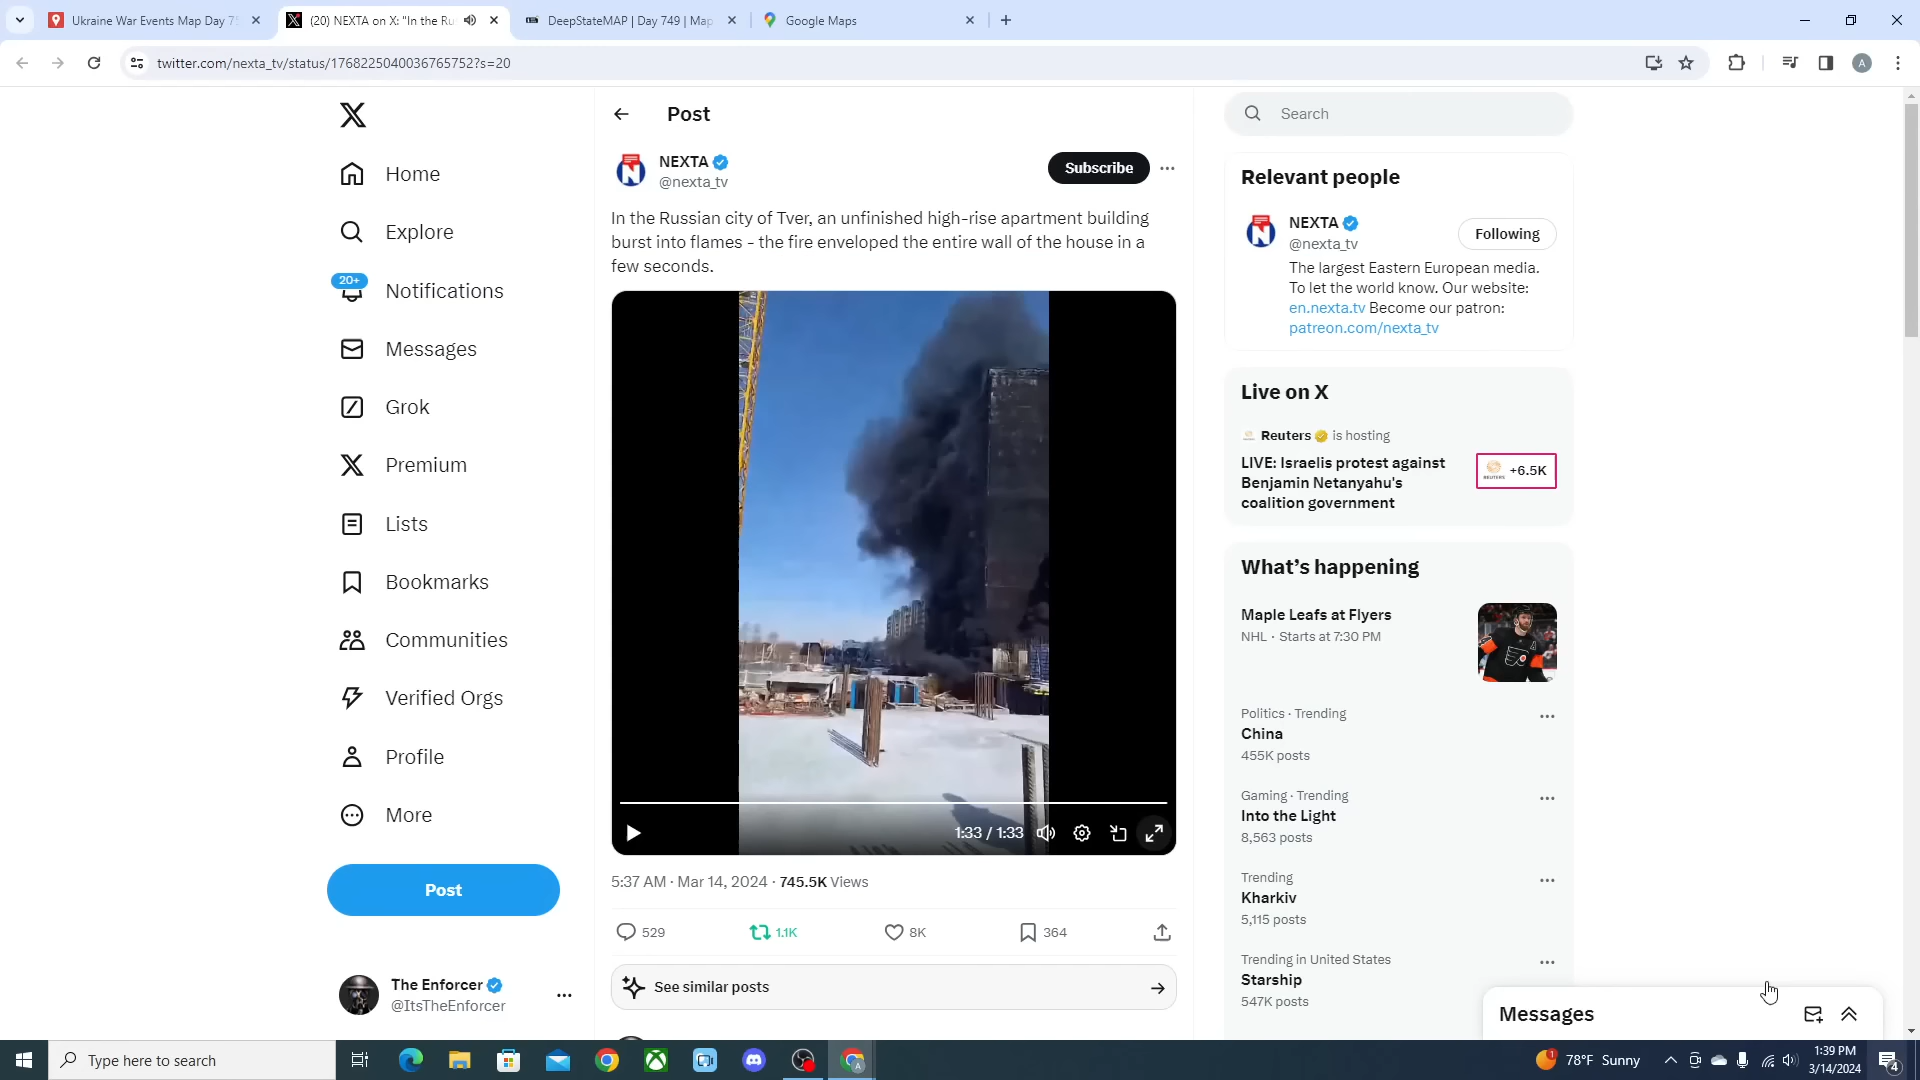 Ukraine War Events Map Day 7
(20) NEXTA on X: "In the Ru
DeepStateMAP | Day 749 | Map
Google Maps
twitter.com/nexta_tv/status/1768225040036765752?s=20
A
Post
Search
NEXTA
@nexta_tv
Subscribe
In the Russian city of Tver, an unfinished high-rise apartment building
burst into flames - the fire enveloped the entire wall of the house in a
few seconds.
1:33 / 1:33
5:37 AM · Mar 14, 2024 · 745.5K Views
529
1.1K
8K
364
See similar posts
Home
Explore
20+
Notifications
Messages
Grok
Premium
Lists
Bookmarks
Communities
Verified Orgs
Profile
More
Post
The Enforcer
@ItsTheEnforcer
Relevant people
NEXTA
@nexta_tv
Following
The largest Eastern European media.
To let the world know. Our website:
en.nexta.tv Become our patron:
patreon.com/nexta_tv
Live on X
Reuters is hosting
LIVE: Israelis protest against
Benjamin Netanyahu's
coalition government
REUTERS
+6.5K
What's happening
Maple Leafs at Flyers
NHL · Starts at 7:30 PM
Politics · Trending
China
455K posts
Gaming · Trending
Into the Light
8,563 posts
Trending
Kharkiv
5,115 posts
Trending in United States
Starship
547K posts
Messages
Type here to search
78°F Sunny
1:39 PM
3/14/2024
4